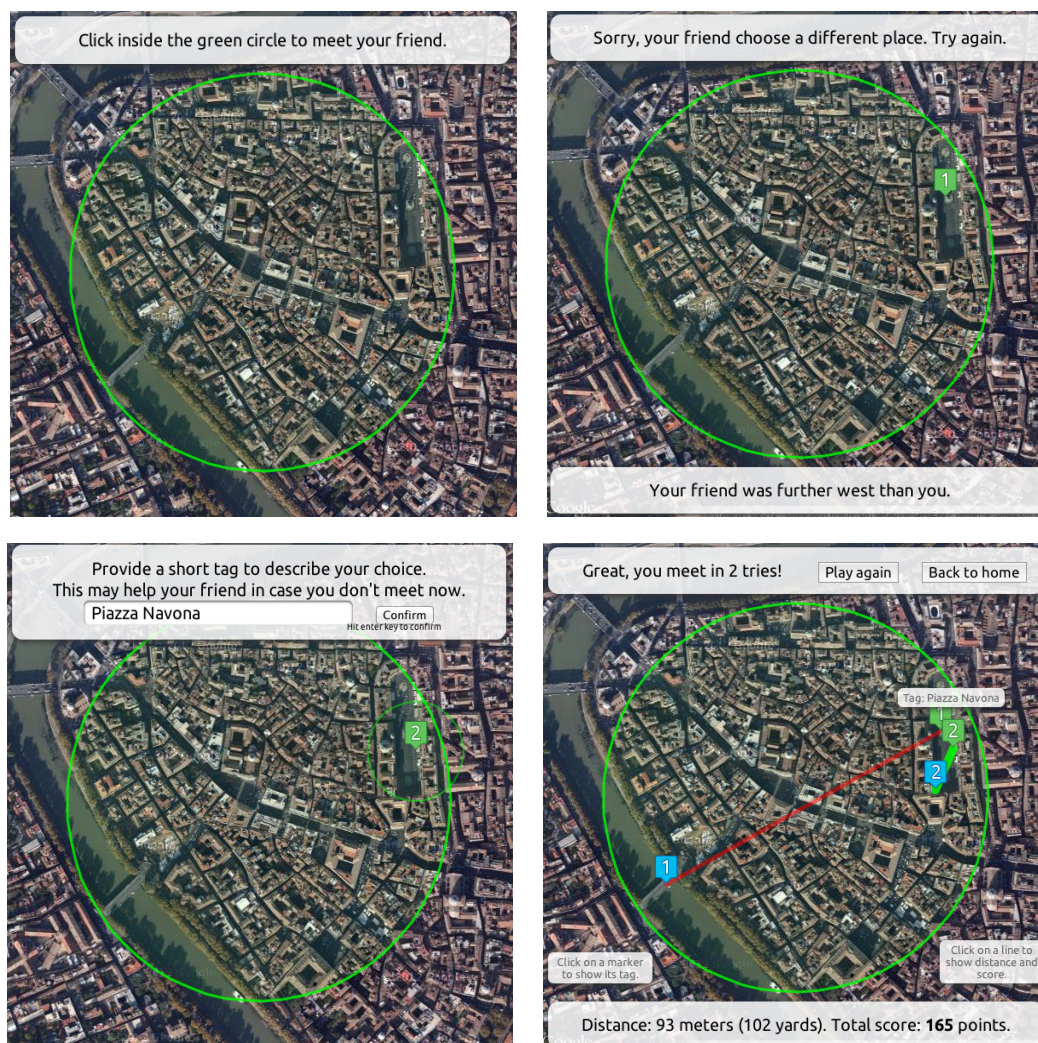 Click inside the green circle to meet your friend.
Sorry, your friend choose a different place. Try again.
1
Your friend was further west than you.
Google
Provide a short tag to describe your choice.
This may help your friend in case you don't meet now.
Piazza Navona
Confirm
Hit enter key to confirm
2
Great, you meet in 2 tries!
Play again
Back to home
Tag: Piazza Navona
1
2
2
1
Click on a marker
to show its tag.
Click on a line to
show distance and
score.
Distance: 93 meters (102 yards). Total score: 165 points.